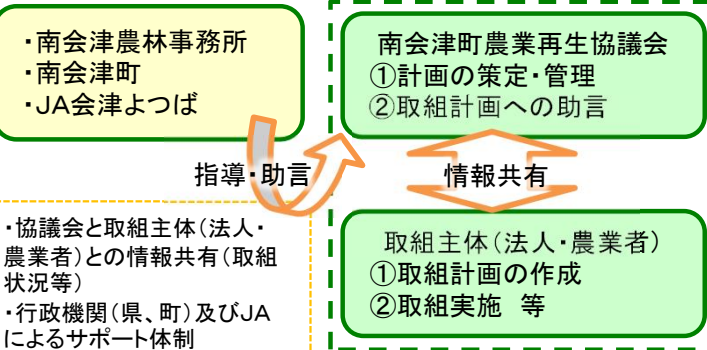 ・南会津農林事務所
・南会津町
・JA会津よつば
南会津町農業再生協議会
①計画の策定・管理
②取組計画への助言
指導・助言
情報共有
・協議会と取組主体(法人・
農業者)との情報共有(取組
状況等)
・行政機関(県、町)及びJA
によるサポート体制
取組主体(法人・農業者)
①取組計画の作成
②取組実施 等